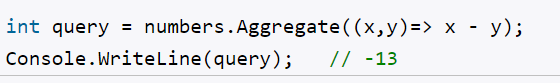 int query = numbers.Aggregate((x,y)=> x - y);
Console.WriteLine(query);   // -13